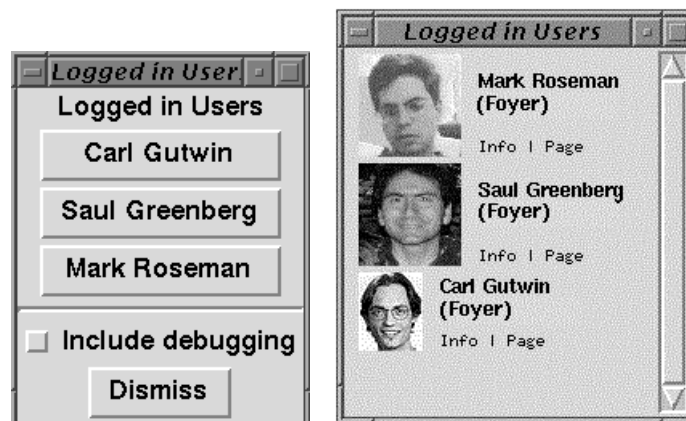 Logged in User
Logged in Users
Carl Gutwin
Saul Greenberg
Mark Roseman
Include debugging
Dismiss
Logged in Users
Mark Roseman
(Foyer)
Info | Page
Saul Greenberg
(Foyer)
Info | Page
Carl Gutwin
(Foyer)
Info | Page